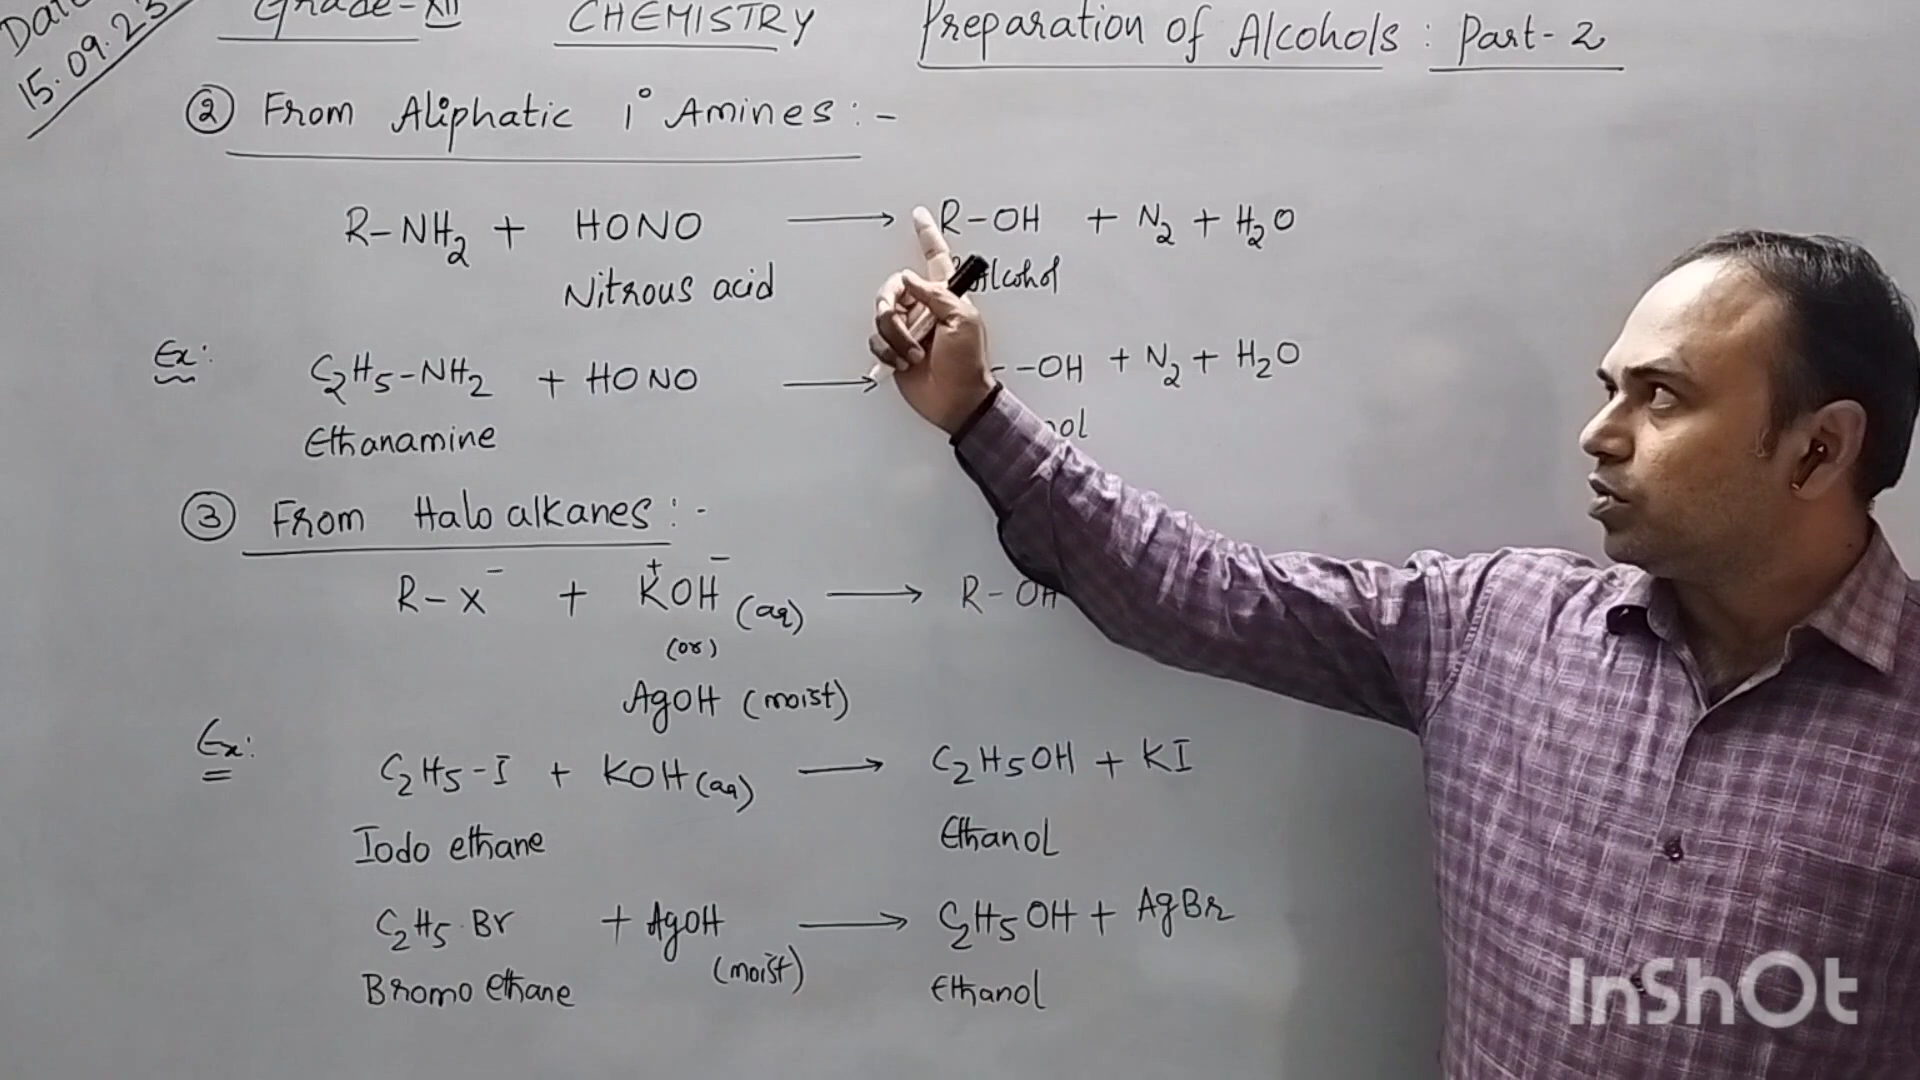 Date
15.09.23
Grade-XII CHEMISTRY Preparation of Alcohols : Part-2
② From Aliphatic 1° Amines :-
R-NH₂ + HONO ⟶ R-OH + N₂ + H₂O
Nitrous acid Alcohol
Ex: C₂H₅-NH₂ + HONO ⟶ -OH + N₂ + H₂O
Ethanamine
③ From Haloalkanes :-
R-X⁻ + K⁺OH⁻ (aq) ⟶ R-OH
(or)
AgOH (moist)
Ex: C₂H₅-I + KOH(aq) ⟶ C₂H₅OH + KI
Iodo ethane Ethanol
C₂H₅.Br + AgOH (moist) ⟶ C₂H₅OH + AgBr
Bromo ethane Ethanol
InShOt